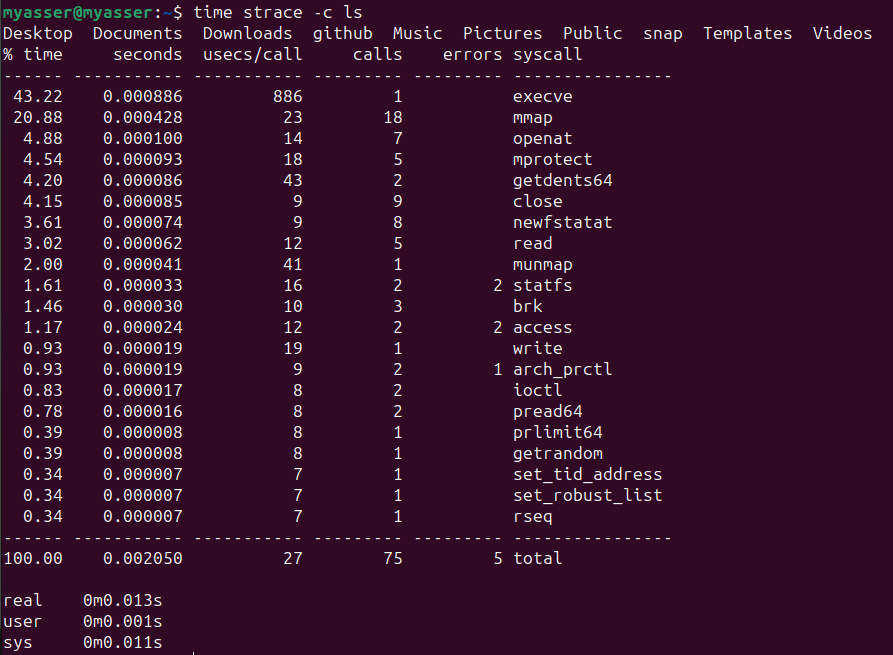 myasser@myasser:~$ time strace -c ls
Desktop  Documents  Downloads  github  Music  Pictures  Public  snap  Templates  Videos
% time     seconds  usecs/call     calls    errors syscall
------ ----------- ----------- --------- --------- ----------------
 43.22    0.000886         886         1           execve
 20.88    0.000428          23        18           mmap
  4.88    0.000100          14         7           openat
  4.54    0.000093          18         5           mprotect
  4.20    0.000086          43         2           getdents64
  4.15    0.000085           9         9           close
  3.61    0.000074           9         8           newfstatat
  3.02    0.000062          12         5           read
  2.00    0.000041          41         1           munmap
  1.61    0.000033          16         2         2 statfs
  1.46    0.000030          10         3           brk
  1.17    0.000024          12         2         2 access
  0.93    0.000019          19         1           write
  0.93    0.000019           9         2         1 arch_prctl
  0.83    0.000017           8         2           ioctl
  0.78    0.000016           8         2           pread64
  0.39    0.000008           8         1           prlimit64
  0.39    0.000008           8         1           getrandom
  0.34    0.000007           7         1           set_tid_address
  0.34    0.000007           7         1           set_robust_list
  0.34    0.000007           7         1           rseq
------ ----------- ----------- --------- --------- ----------------
100.00    0.002050          27        75         5 total

real    0m0.013s
user    0m0.001s
sys     0m0.011s